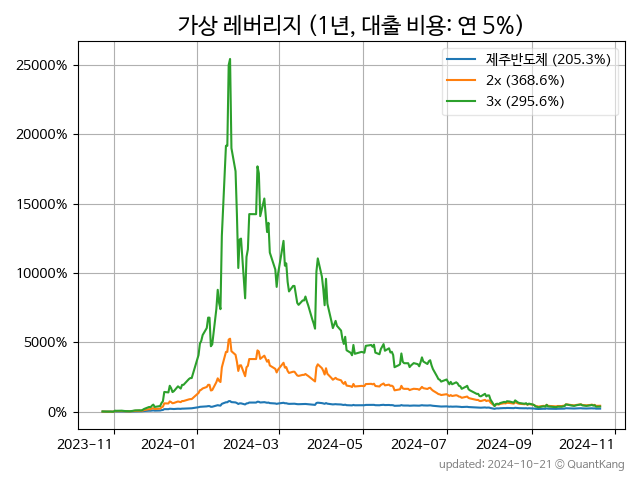 가상 레버리지 (1년, 대출 비용: 연 5%)
제주반도체 (205.3%)
2x (368.6%)
3x (295.6%)
25000%
20000%
15000%
10000%
5000%
0%
2023-11 2024-01 2024-03 2024-05 2024-07 2024-09 2024-11
updated: 2024-10-21 © QuantKang